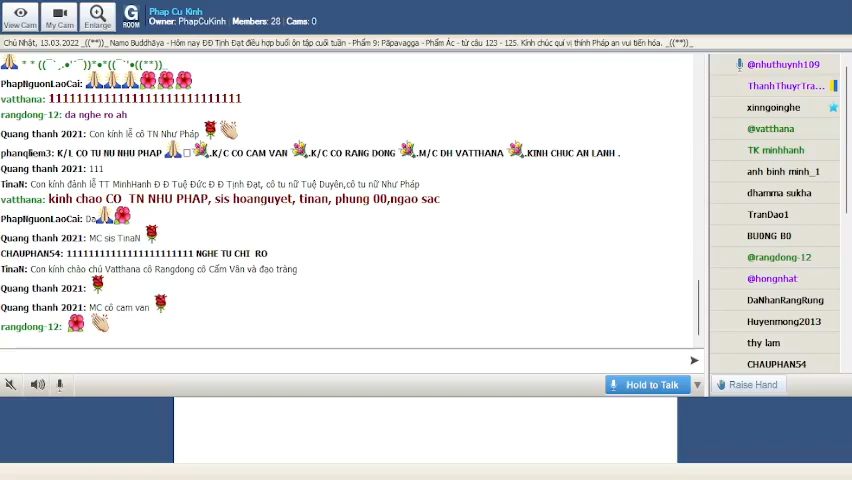 View Cam
My Cam
Enlarge
G ROOM
Phap Cu Kinh
Owner: PhapCuKinh | Members: 28 | Cams: 0
Chủ Nhật, 13.03.2022 _((**)_ Namo Buddhāya - Hôm nay ĐĐ Tịnh Đạt điều hợp buổi ôn tập cuối tuần - Phẩm 9: Pāpavagga - Phẩm Ác - từ câu 123 - 125. Kính chúc quí vị thính Pháp an vui tiến hóa. _((**)_
PhapNguonLaoCai:
vatthana: 1111111111111111111111111111111
rangdong-12: da nghe ro ah
Quang thanh 2021: Con kính lễ cô TN Như Pháp
phanqliem3: K/L CO TU NU NHU PHAP .K/C CO CAM VAN .K/C CO RANG DONG .M/C DH VATTHANA .KINH CHUC AN LANH .
Quang thanh 2021: 111
TinaN: Con kính đảnh lễ TT MinhHanh Đ Đ Tuệ Đức Đ Đ Tịnh Đạt, cô tu nữ Tuệ Duyên,cô tu nữ Như Pháp
vatthana: kinh chao CO TN NHU PHAP, sis hoanguyet, tinan, phung 00,ngao sac
PhapNguonLaoCai: Da
Quang thanh 2021: MC sis TinaN
CHAUPHAN54: 11111111111111111111111 NGHE TU CHI RO
TinaN: Con kính chào chú Vatthana cô Rangdong cô Cẩm Vân và đạo tràng
Quang thanh 2021:
Quang thanh 2021: MC cô cam van
rangdong-12:
Hold to Talk
@nhuthuynh109
ThanhThuyrTra...
xinngoinghe
@vatthana
TK minhhanh
anh binh minh_1
dhamma sukha
TranDao1
BU0NG B0
@rangdong-12
@hongnhat
DaNhanRangRung
Huyenmong2013
thy lam
CHAUPHAN54
Raise Hand